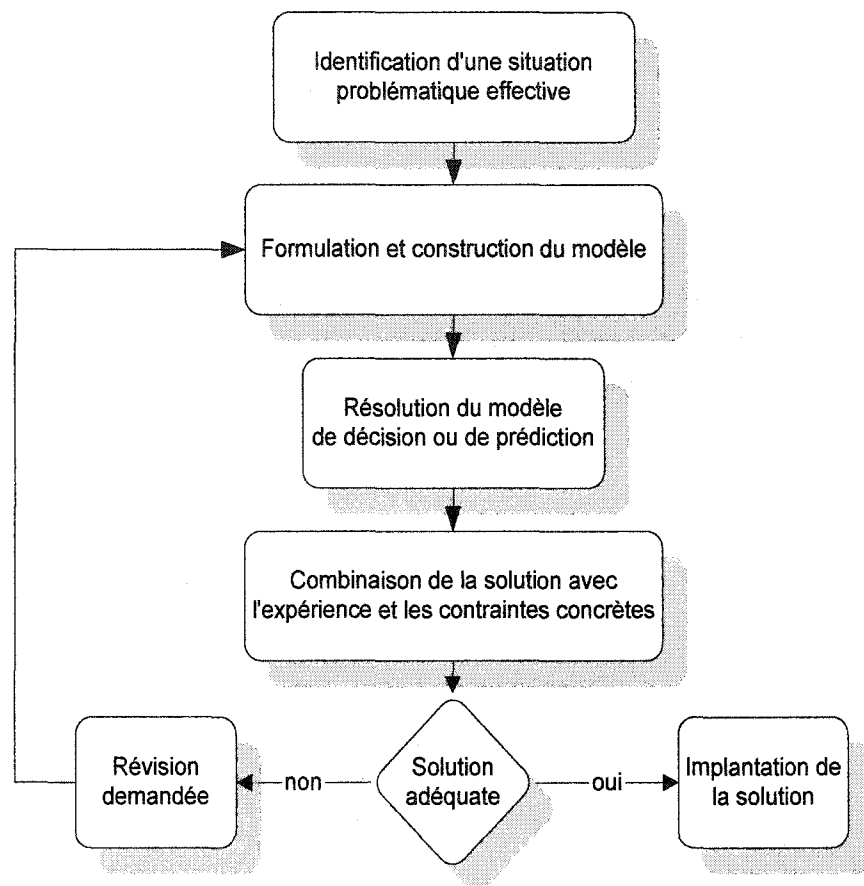 Identification d'une situation
problématique effective
Formulation et construction du modèle
Résolution du modèle
de décision ou de prédiction
Combinaison de la solution avec
l'expérience et les contraintes concrètes
Révision
demandée
non
Solution
adéquate
oui
Implantation de
la solution